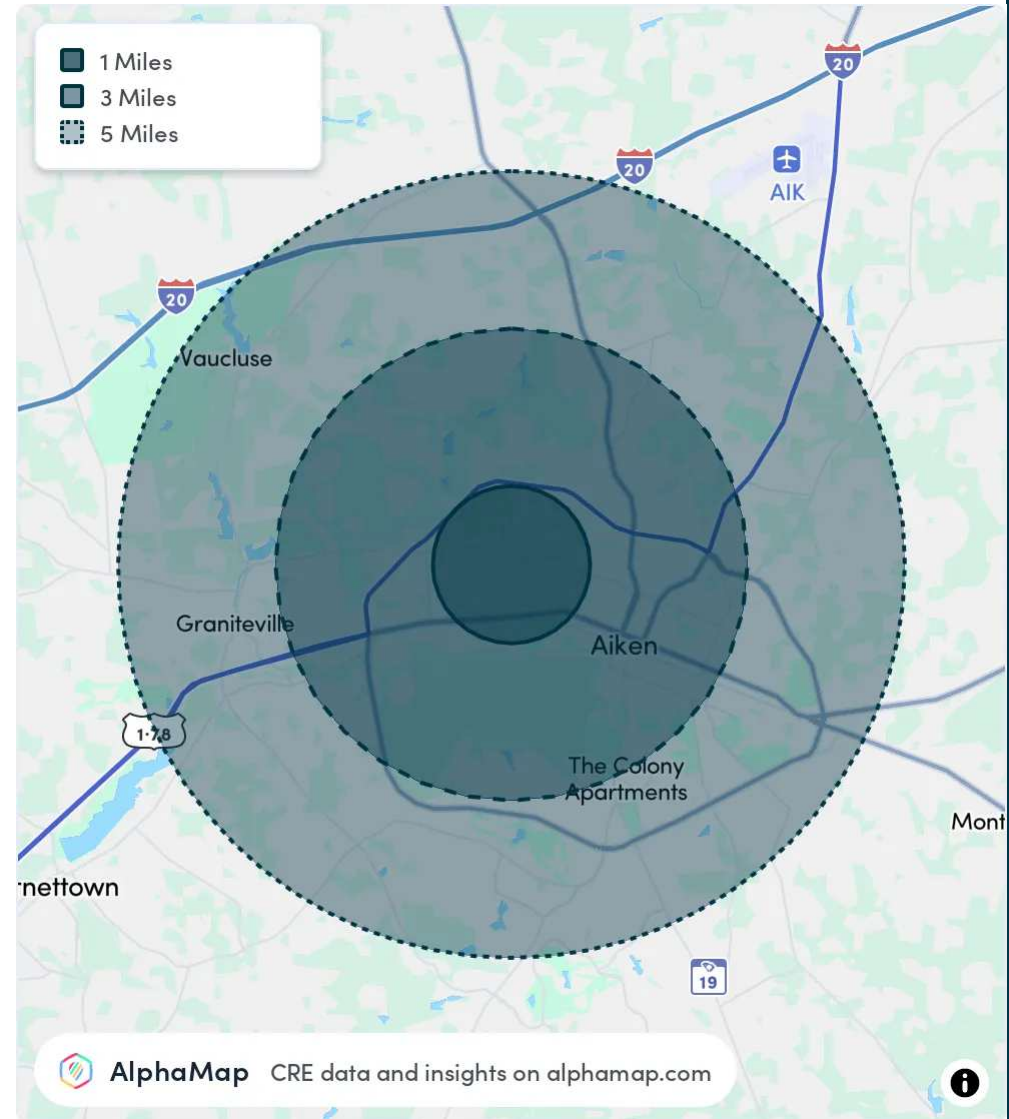 1 Miles
3 Miles
5 Miles
20
20
AIK
20
Vaucluse
Graniteville
Aiken
1·78
The Colony
Apartments
Mont
rnettown
19
AlphaMap CRE data and insights on alphamap.com